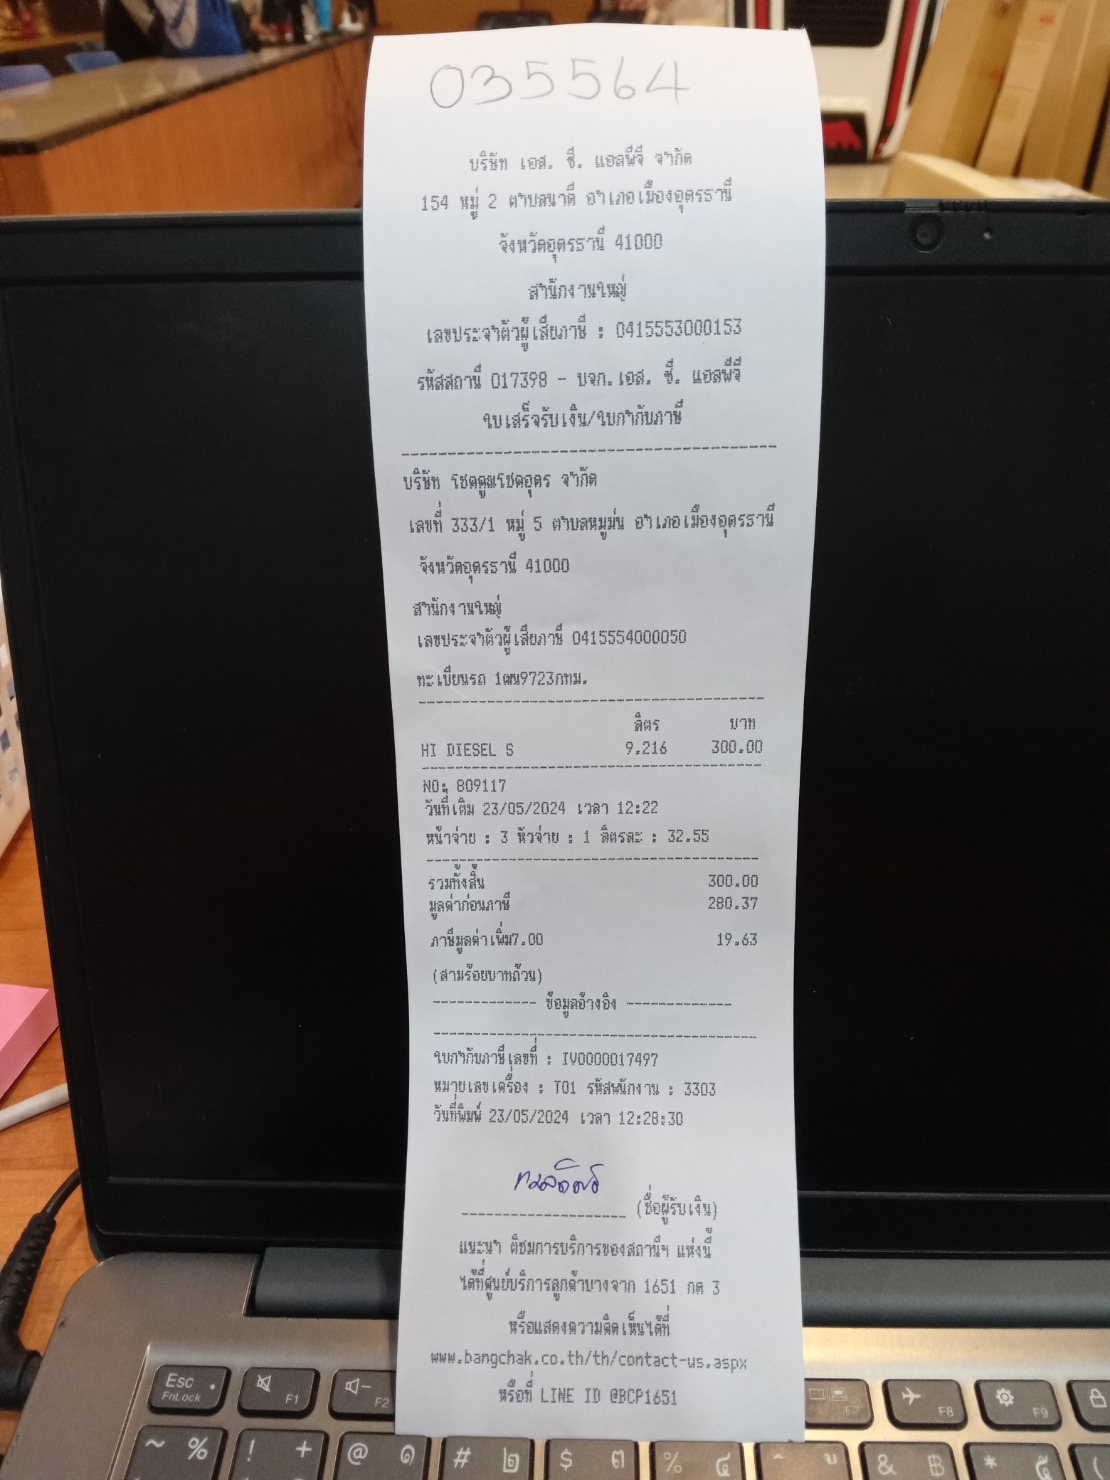 035564
บริษัท เอส. ซี. แอลพีจี จำกัด
154 หมู่ 2 ตำบลนาดี อำเภอเมืองอุดรธานี
จังหวัดอุดรธานี 41000
สำนักงานใหญ่
เลขประจำตัวผู้เสียภาษี : 0415553000153
รหัสสถานี 017398 - บจก. เอส. ซี. แอลพีจี
ใบเสร็จรับเงิน/ใบกำกับภาษี
บริษัท โชคคูณโชคอุดร จำกัด
เลขที่ 333/1 หมู่ 5 ตำบลหมูม่น อำเภอเมืองอุดรธานี
จังหวัดอุดรธานี 41000
สำนักงานใหญ่
เลขประจำตัวผู้เสียภาษี 0415554000050
ทะเบียนรถ 1ฒฆ9723กทม.
ลิตร บาท
HI DIESEL S 9.216 300.00
NO: 809117
วันที่เติม 23/05/2024 เวลา 12:22
หน้าจ่าย : 3 หัวจ่าย : 1 ลิตรละ : 32.55
รวมทั้งสิ้น 300.00
มูลค่าก่อนภาษี 280.37
ภาษีมูลค่าเพิ่ม7.00 19.63
(สามร้อยบาทถ้วน)
------------- ข้อมูลอ้างอิง -------------
ใบกำกับภาษีเลขที่ : IV0000017497
หมายเลขเครื่อง : T01 รหัสพนักงาน : 3303
วันที่พิมพ์ 23/05/2024 เวลา 12:28:30
____________________ (ชื่อผู้รับเงิน)
แนะนำ ติชมการบริการของสถานีฯ แห่งนี้
ได้ที่ศูนย์บริการลูกค้าบางจาก 1651 กด 3
หรือแสดงความคิดเห็นได้ที่
www.bangchak.co.th/th/contact-us.aspx
หรือที่ LINE ID @BCP1651
Esc FnLock F1 F2 F7 F8 F9
~ % ! + @ ๑ # ๒ $ ๓ % ๔ ^ ู & ฿ * ๕